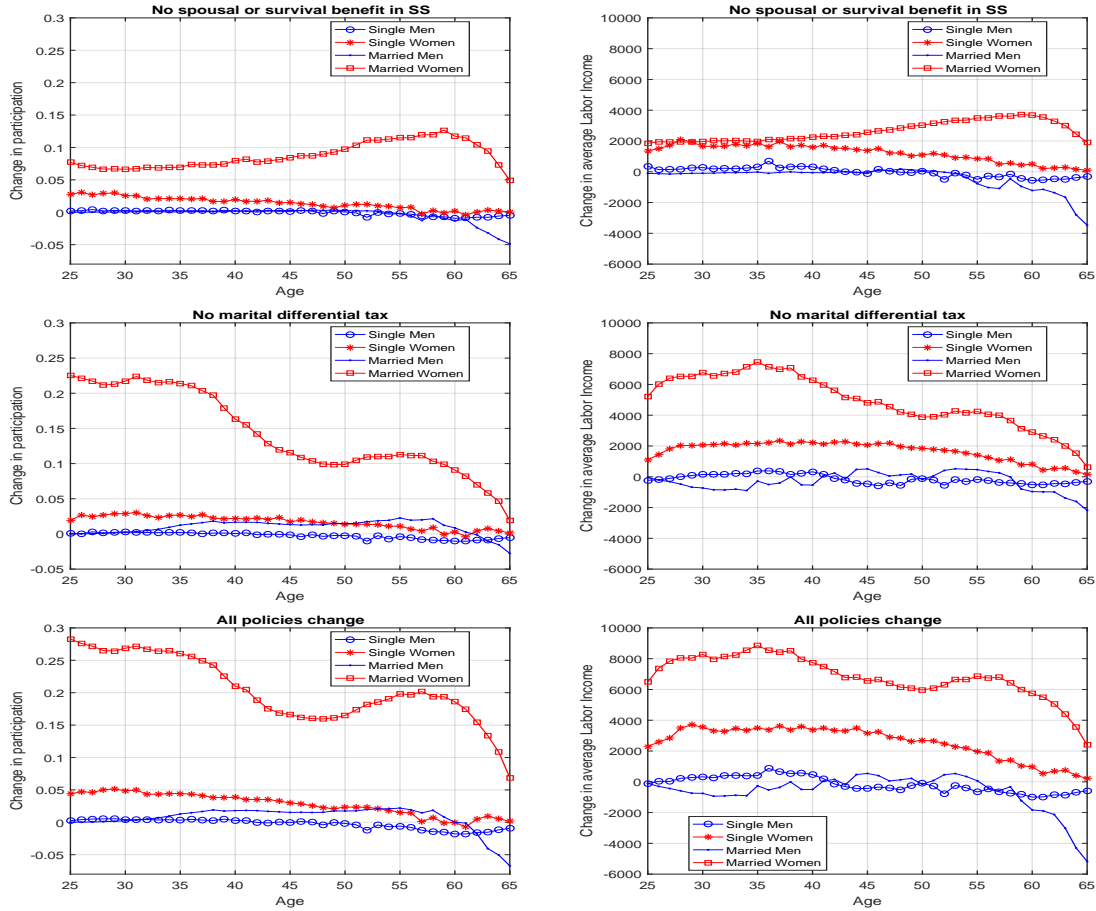 No spousal or survival benefit in SS
Change in participation
0.3
0.25
0.2
0.15
0.1
0.05
0
-0.05
Single Men
Single Women
Married Men
Married Women
25 30 35 40 45 50 55 60 65
Age
No spousal or survival benefit in SS
Change in average Labor Income
10000
8000
6000
4000
2000
0
-2000
-4000
-6000
Single Men
Single Women
Married Men
Married Women
25 30 35 40 45 50 55 60 65
Age
No marital differential tax
Change in participation
0.3
0.25
0.2
0.15
0.1
0.05
0
-0.05
Single Men
Single Women
Married Men
Married Women
25 30 35 40 45 50 55 60 65
Age
No marital differential tax
Change in average Labor Income
10000
8000
6000
4000
2000
0
-2000
-4000
-6000
Single Men
Single Women
Married Men
Married Women
25 30 35 40 45 50 55 60 65
Age
All policies change
Change in participation
0.3
0.25
0.2
0.15
0.1
0.05
0
-0.05
Single Men
Single Women
Married Men
Married Women
25 30 35 40 45 50 55 60 65
Age
All policies change
Change in average Labor Income
10000
8000
6000
4000
2000
0
-2000
-4000
-6000
Single Men
Single Women
Married Men
Married Women
25 30 35 40 45 50 55 60 65
Age